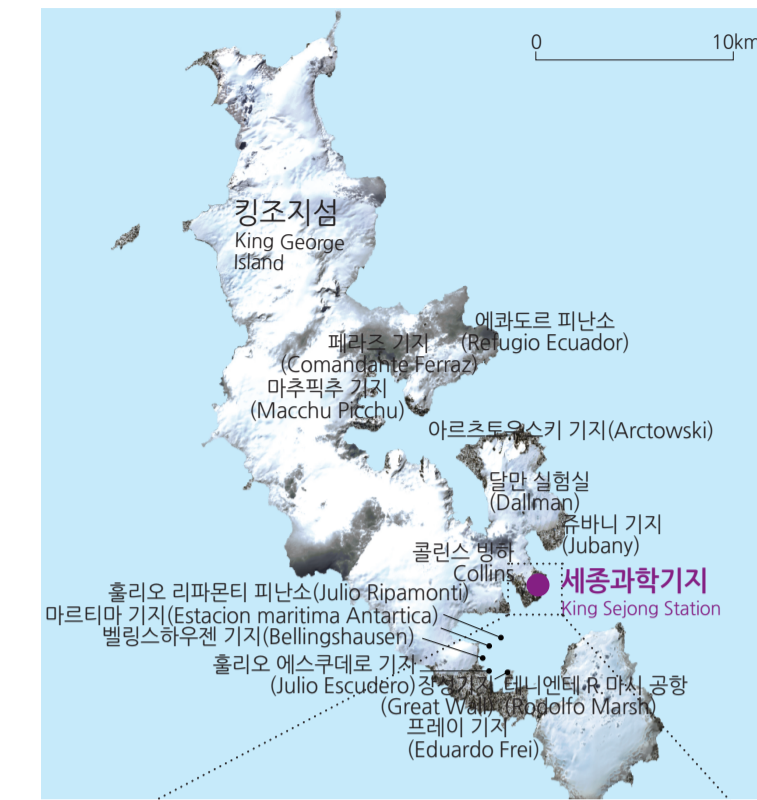 0 10km
킹조지섬
King George
Island
에콰도르 피난소
(Refugio Ecuador)
페라즈 기지
(Comandante Ferraz)
마추픽추 기지
(Macchu Picchu)
아르츠토우스키 기지(Arctowski)
달만 실험실
(Dallman)
쥬바니 기지
(Jubany)
콜린스 빙하
Collins
세종과학기지
King Sejong Station
훌리오 리파몬티 피난소(Julio Ripamonti)
마르티마 기지(Estacion maritima Antartica)
벨링스하우젠 기지(Bellingshausen)
훌리오 에스쿠데로 기지
(Julio Escudero)
장성기지
(Great Wall)
테니엔테 R.마시 공항
(Rodolfo Marsh)
프레이 기지
(Eduardo Frei)